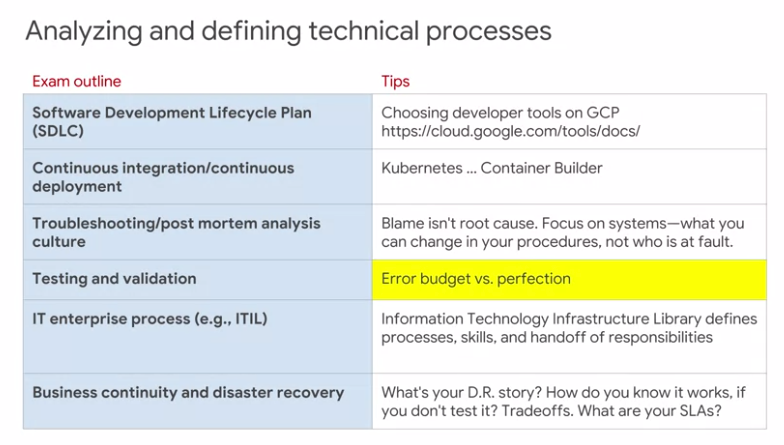 Analyzing and defining technical processes
Exam outline
Tips
Software Development Lifecycle Plan
(SDLC)
Choosing developer tools on GCP
https://cloud.google.com/tools/docs/
Continuous integration/continuous
deployment
Kubernetes ... Container Builder
Troubleshooting/post mortem analysis
culture
Blame isn't root cause. Focus on systems—what you
can change in your procedures, not who is at fault.
Testing and validation
Error budget vs. perfection
IT enterprise process (e.g., ITIL)
Information Technology Infrastructure Library defines
processes, skills, and handoff of responsibilities
Business continuity and disaster recovery
What's your D.R. story? How do you know it works, if
you don't test it? Tradeoffs. What are your SLAs?